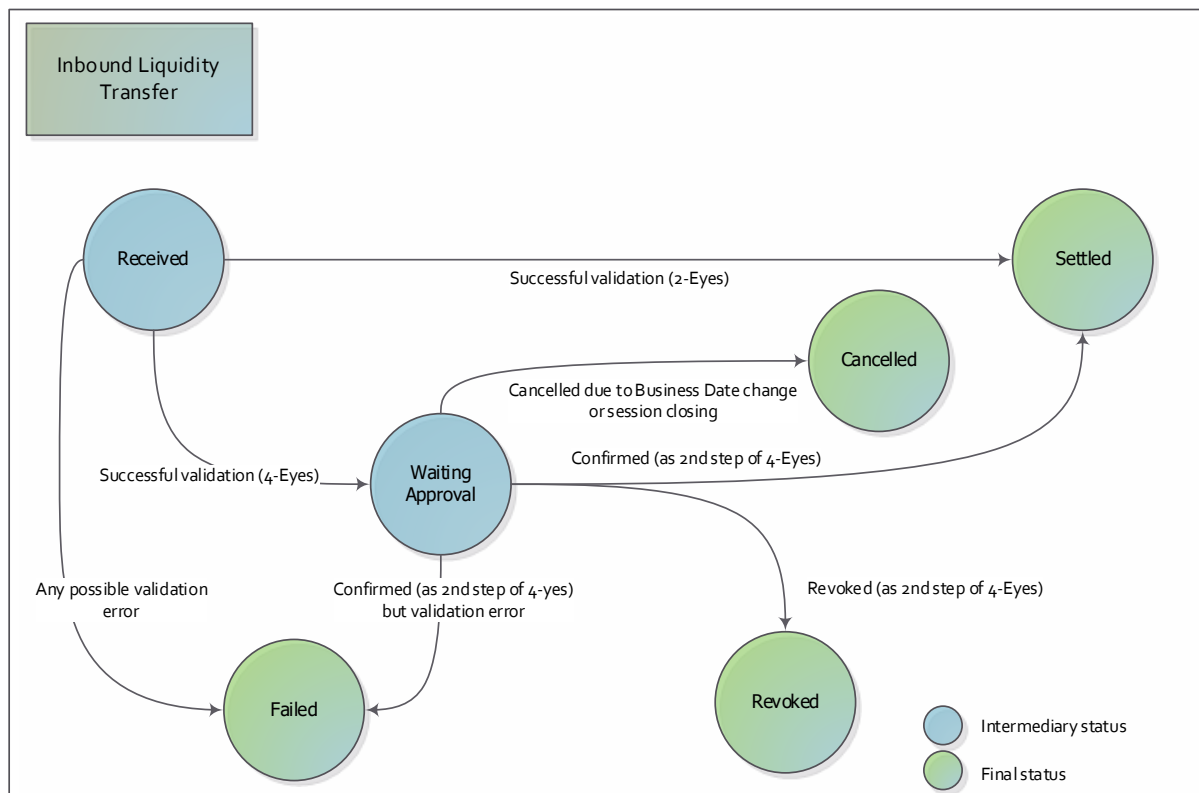 Inbound Liquidity
Transfer
Received
Settled
Successful validation (2-Eyes)
Cancelled
Cancelled due to Business Date change
or session closing
Confirmed (as 2nd step of 4-Eyes)
Successful validation (4-Eyes)
Waiting
Approval
Any possible validation
error
Confirmed (as 2nd step of 4-yes)
but validation error
Revoked (as 2nd step of 4-Eyes)
Failed
Revoked
Intermediary status
Final status